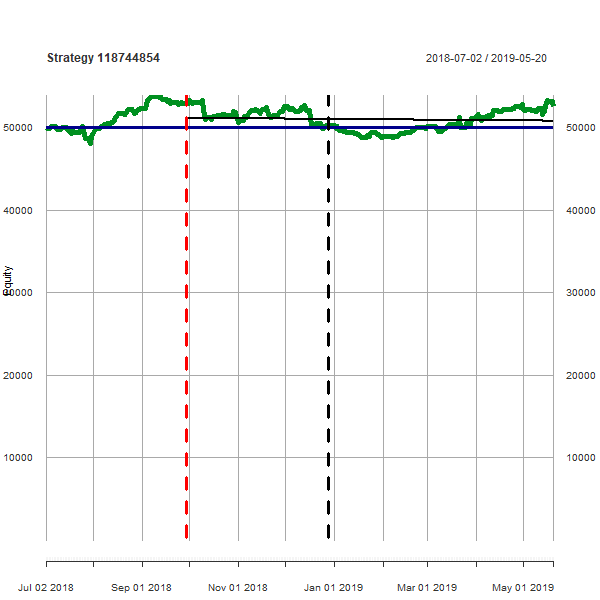 Strategy 118744854
2018-07-02 / 2019-05-20
50000
50000
40000
40000
Equity
30000
30000
20000
20000
10000
10000
Jul 02 2018
Sep 01 2018
Nov 01 2018
Jan 01 2019
Mar 01 2019
May 01 2019